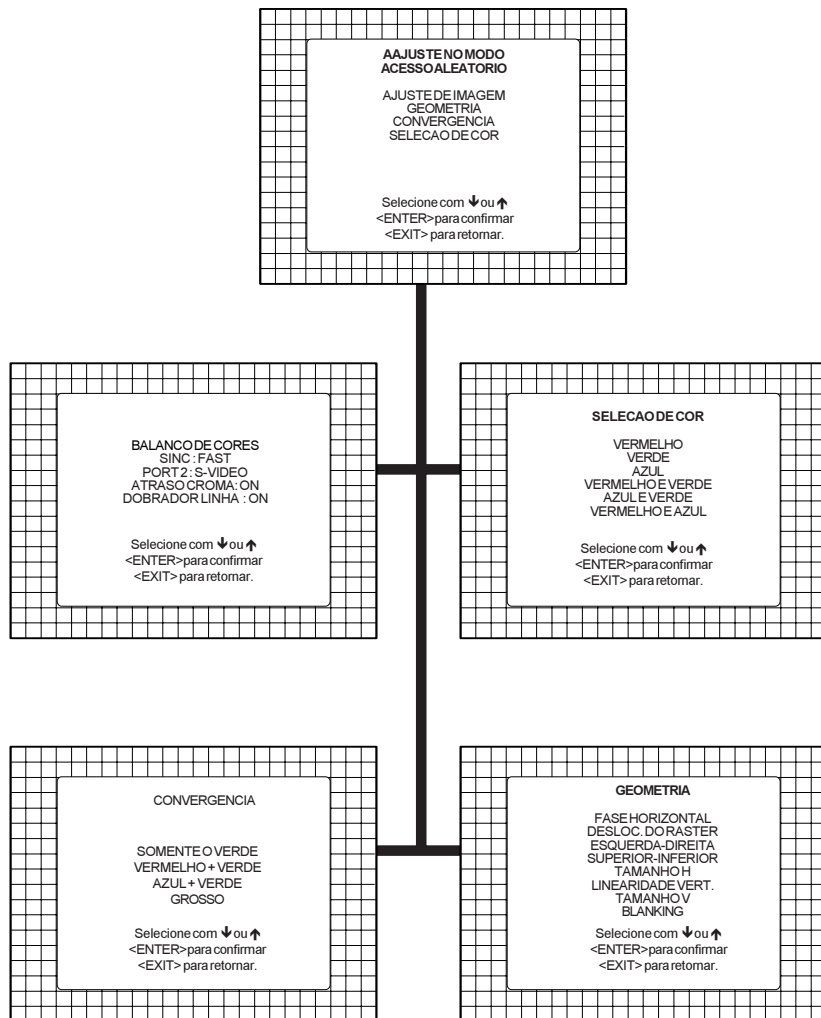 AAJUSTE NO MODO
ACESSO ALEATORIO
AJUSTE DE IMAGEM
GEOMETRIA
CONVERGENCIA
SELECAO DE COR
Selecione com ↓ ou ↑
<ENTER> para confirmar
<EXIT> para retornar.
BALANCO DE CORES
SINC : FAST
PORT 2 : S-VIDEO
ATRASO CROMA: ON
DOBRADOR LINHA : ON
Selecione com ↓ ou ↑
<ENTER> para confirmar
<EXIT> para retornar.
SELECAO DE COR
VERMELHO
VERDE
AZUL
VERMELHO E VERDE
AZUL E VERDE
VERMELHO E AZUL
Selecione com ↓ ou ↑
<ENTER> para confirmar
<EXIT> para retornar.
CONVERGENCIA
SOMENTE O VERDE
VERMELHO + VERDE
AZUL + VERDE
GROSSO
Selecione com ↓ ou ↑
<ENTER> para confirmar
<EXIT> para retornar.
GEOMETRIA
FASE HORIZONTAL
DESLOC. DO RASTER
ESQUERDA-DIREITA
SUPERIOR-INFERIOR
TAMANHO H
LINEARIDADE VERT.
TAMANHO V
BLANKING
Selecione com ↓ ou ↑
<ENTER> para confirmar
<EXIT> para retornar.